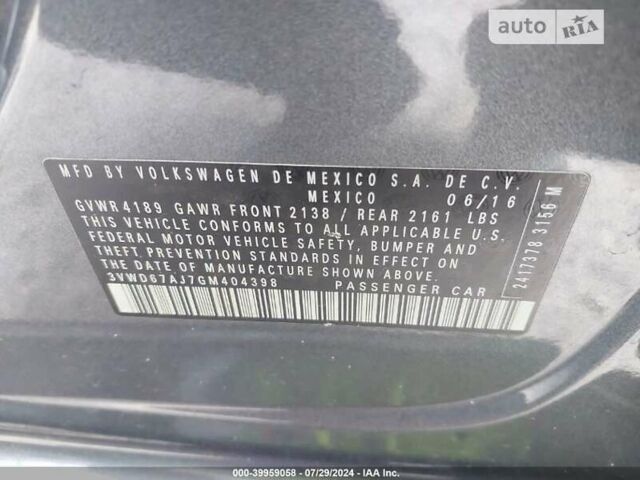 auto RIA
MFD BY VOLKSWAGEN DE MEXICO S.A. DE C.V.
MEXICO 06/16
GVWR 4189 GAWR FRONT 2138 / REAR 2161 LBS
THIS VEHICLE CONFORMS TO ALL APPLICABLE U.S.
FEDERAL MOTOR VEHICLE SAFETY, BUMPER AND
THEFT PREVENTION STANDARDS IN EFFECT ON
THE DATE OF MANUFACTURE SHOWN ABOVE
3VWD67AJ7GM404398 PASSENGER CAR
2417378 3156 M
000-39959058 - 07/29/2024 - IAA Inc.